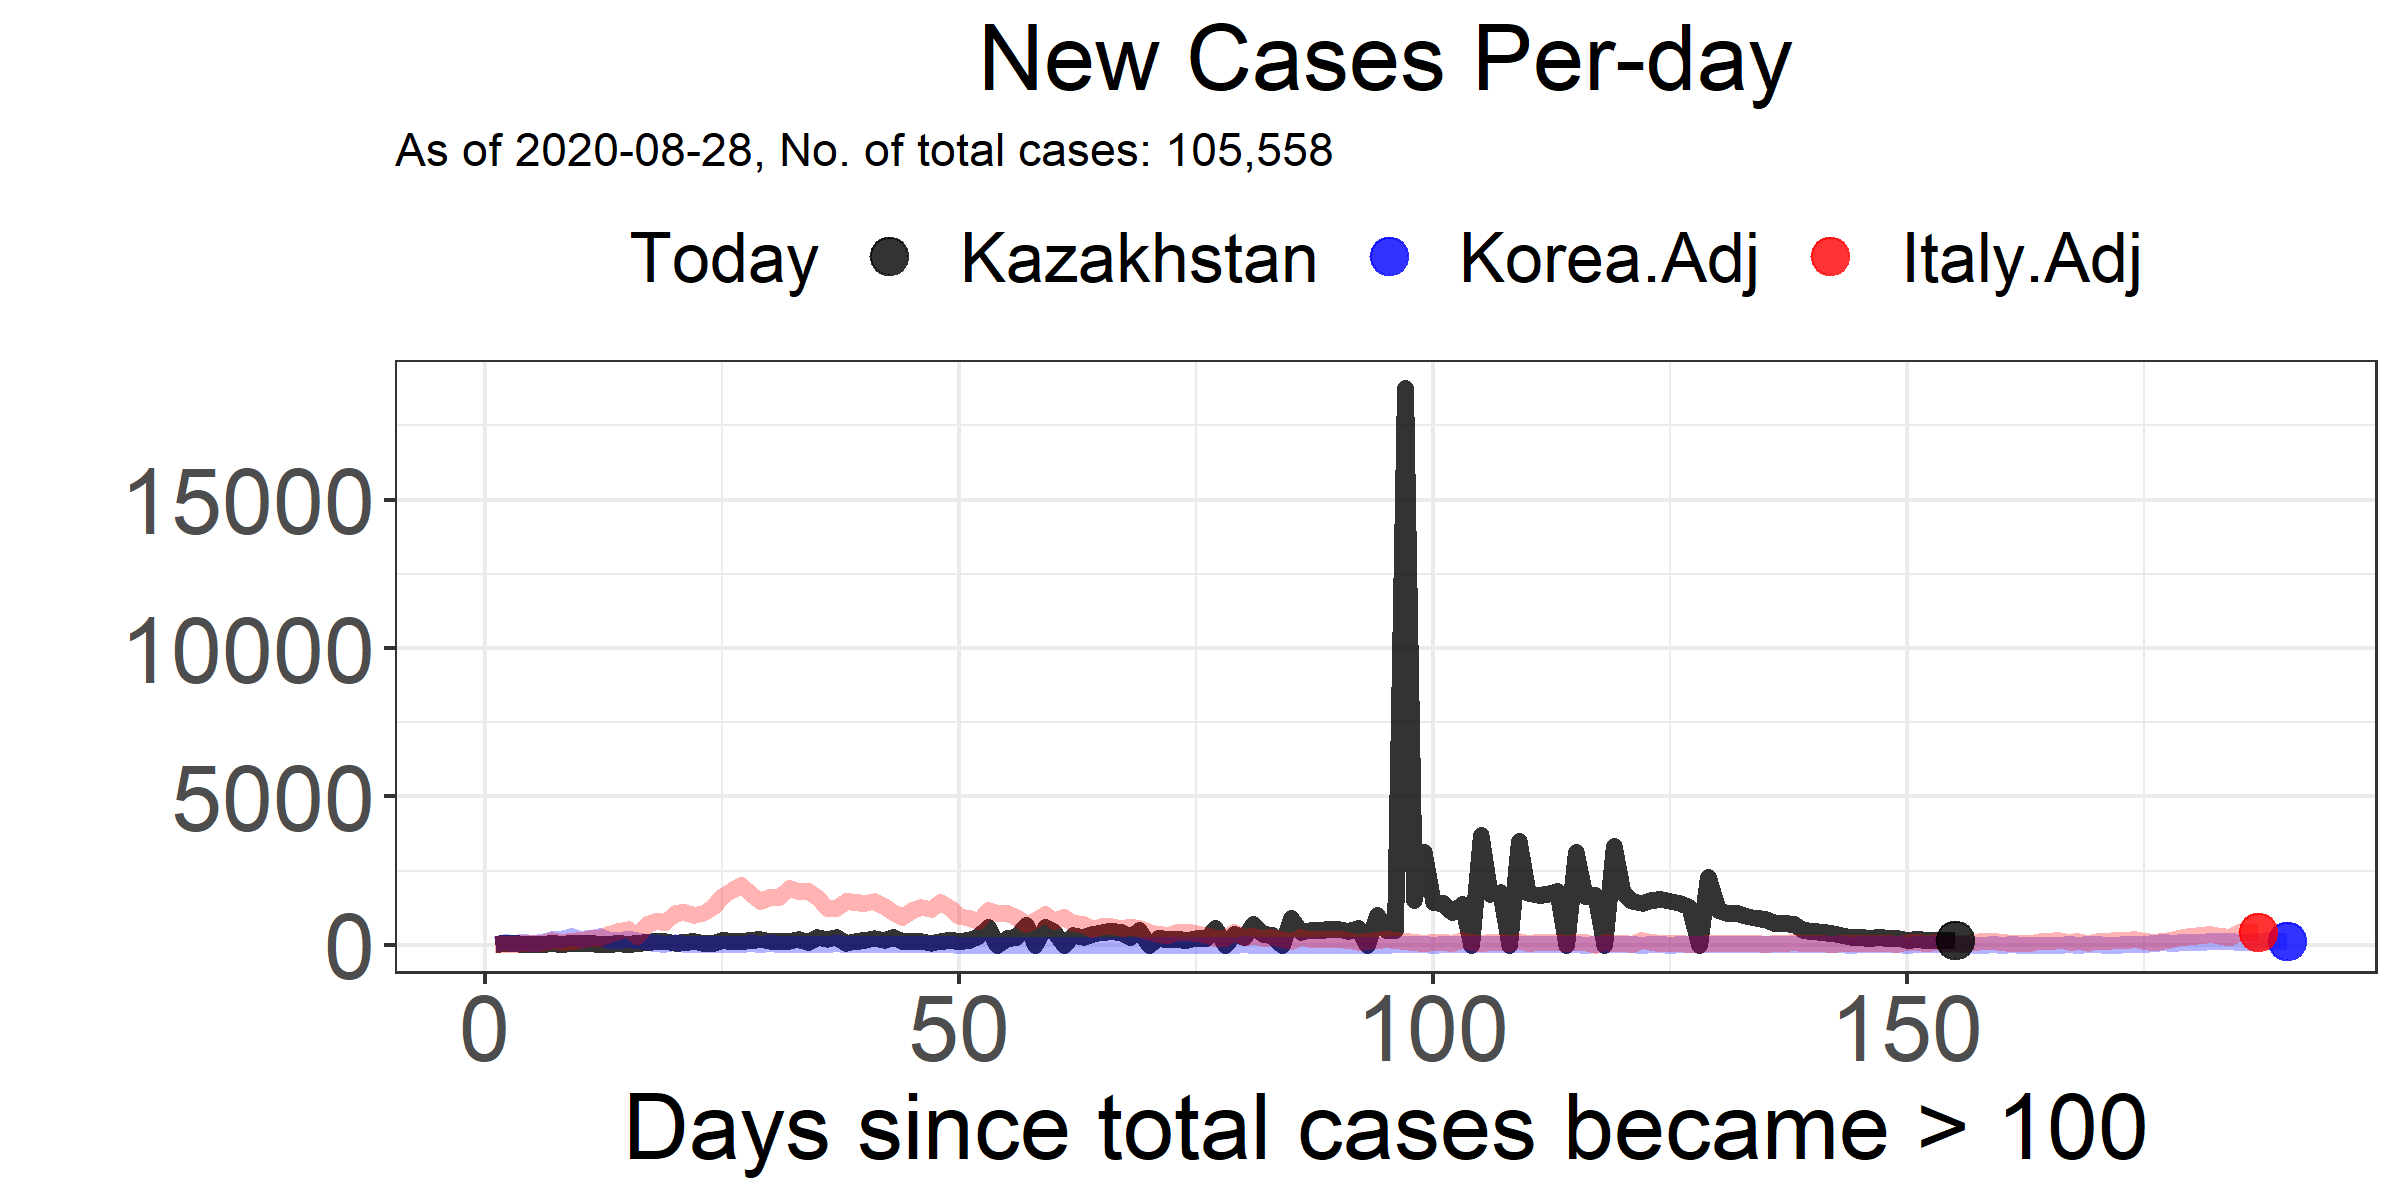 New Cases Per-day
As of 2020-08-28, No. of total cases: 105,558
Today Kazakhstan Korea.Adj Italy.Adj
15000
10000
5000
0
0 50 100 150
Days since total cases became > 100